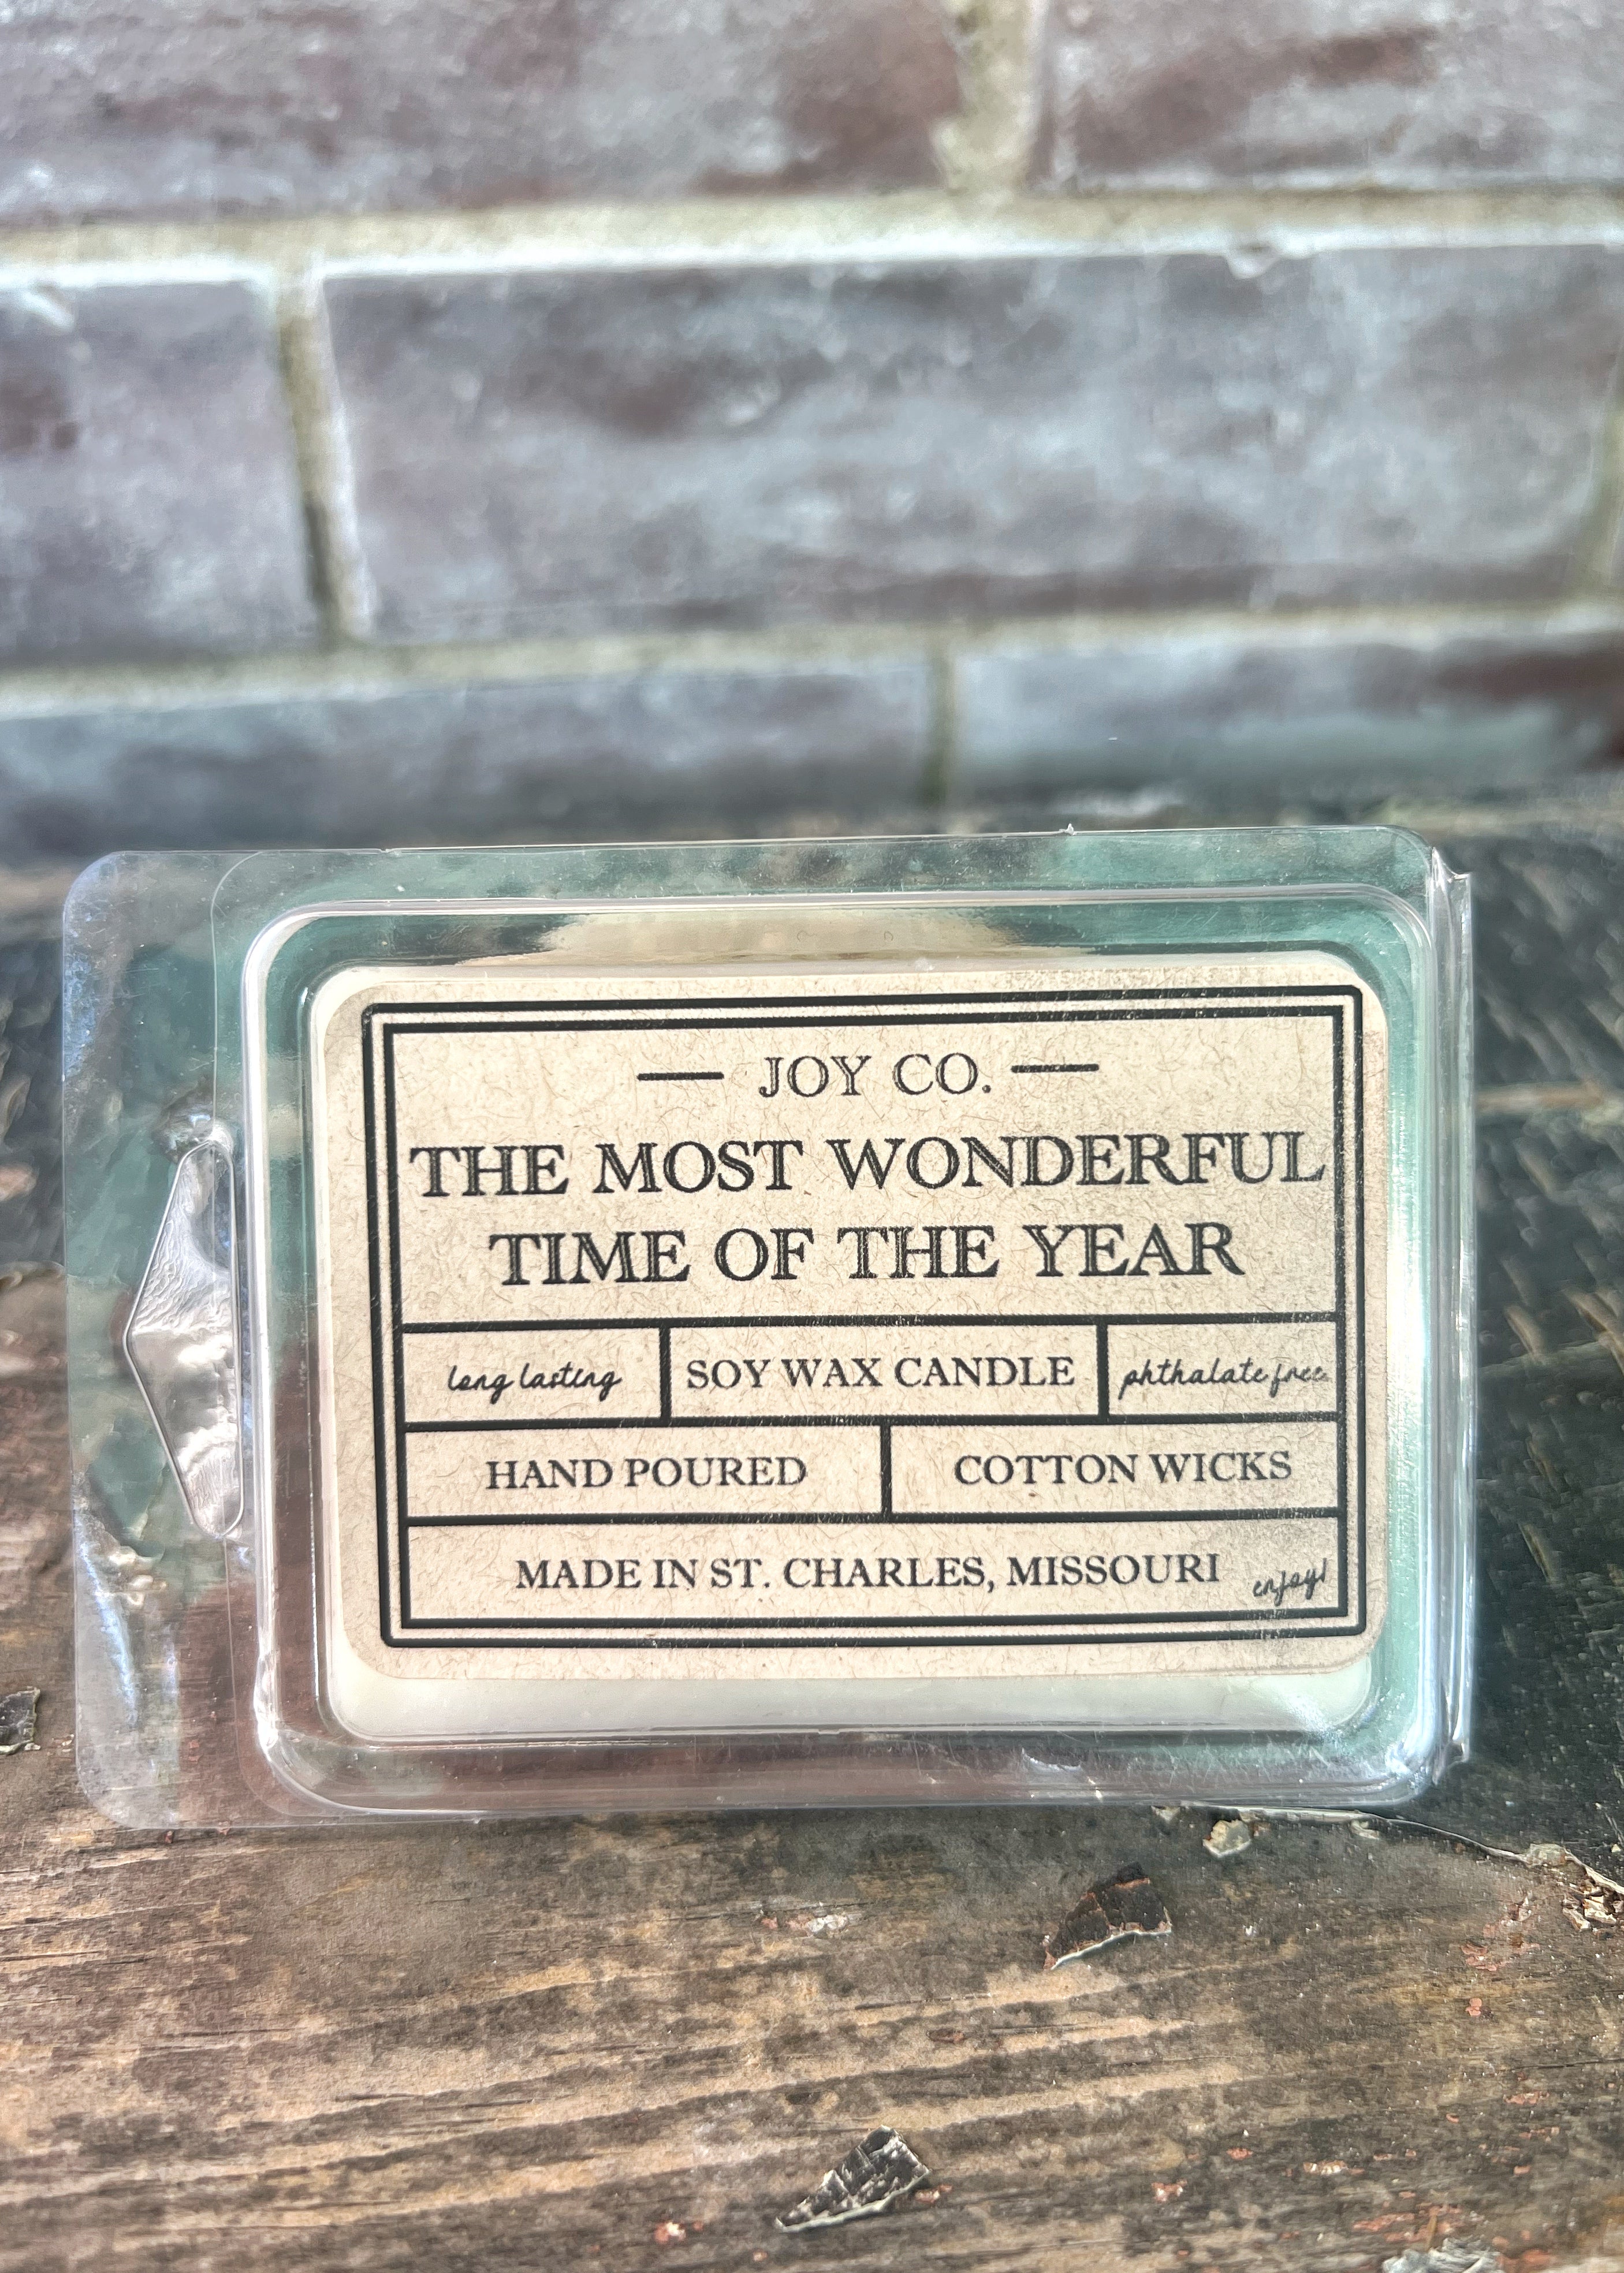 — JOY CO. —
THE MOST WONDERFUL
TIME OF THE YEAR
long lasting SOY WAX CANDLE phthalate free
HAND POURED COTTON WICKS
MADE IN ST. CHARLES, MISSOURI enjoy!